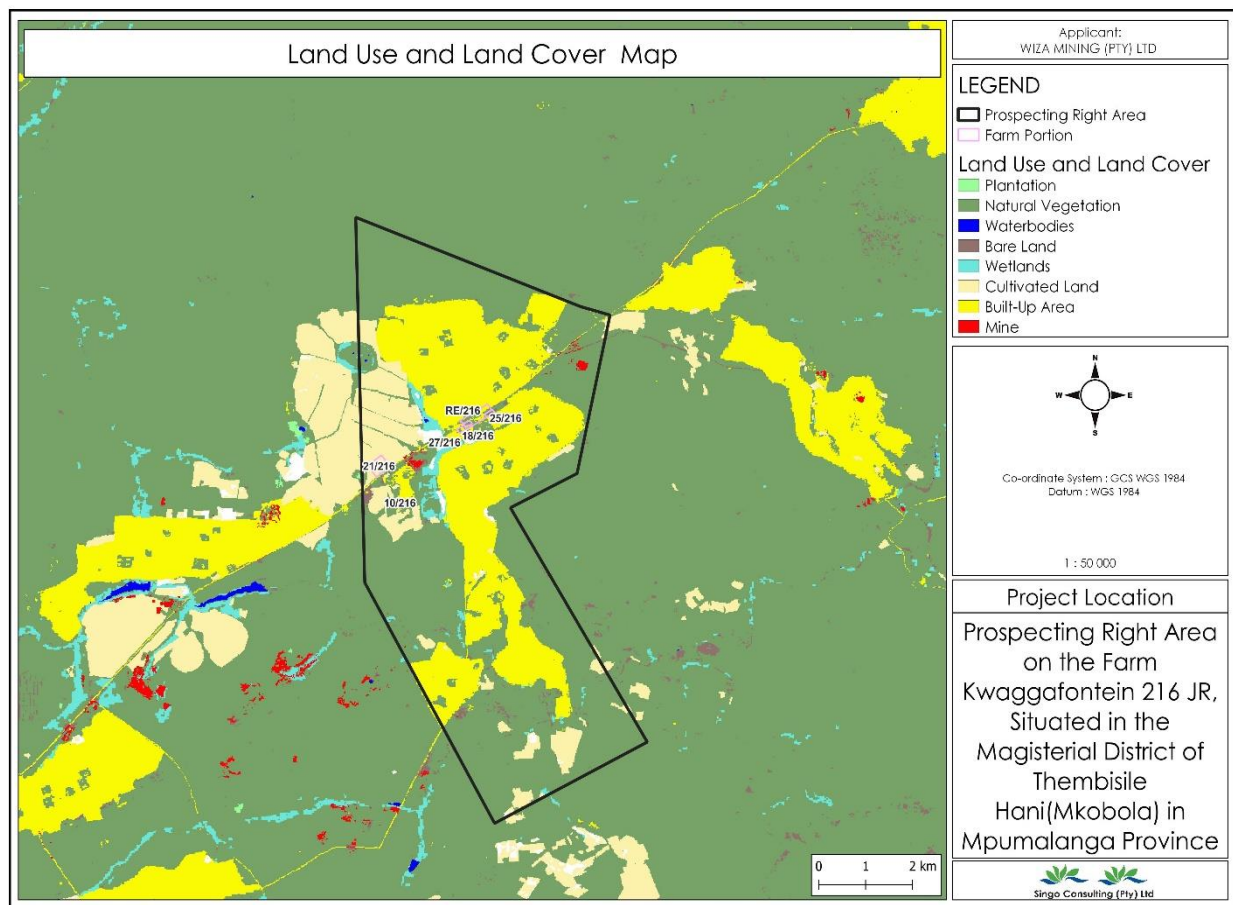 Land Use and Land Cover Map
Applicant:
WIZA MINING (PTY) LTD
LEGEND
Prospecting Right Area
Farm Portion
Land Use and Land Cover
Plantation
Natural Vegetation
Waterbodies
Bare Land
Wetlands
Cultivated Land
Built-Up Area
Mine
RE/216
25/216
18/216
27/216
21/216
10/216
N
W
E
S
Co-ordinate System : GCS WGS 1984
Datum : WGS 1984
1 : 50 000
0 1 2 km
Project Location
Prospecting Right Area
on the Farm
Kwaggafontein 216 JR,
Situated in the
Magisterial District of
Thembisile
Hani(Mkobola) in
Mpumalanga Province
Singo Consulting (Pty) Ltd